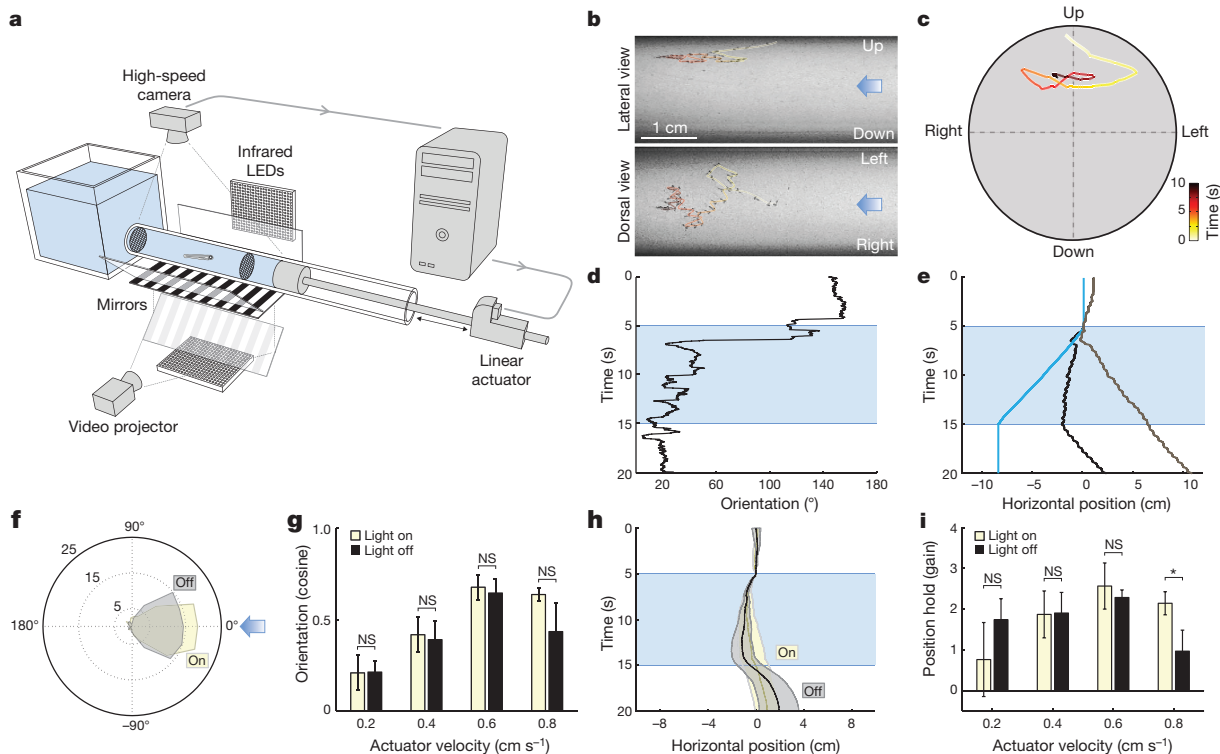 a
High-speed
camera
Infrared
LEDs
Mirrors
Video projector
Linear
actuator
b
Lateral view
Up
1 cm
Down
Dorsal view
Left
Right
c
Up
Right
Left
Down
10
5
0
Time (s)
d
0
5
10
15
20
Time (s)
20
60
100
140
180
Orientation (°)
e
0
5
10
15
20
Time (s)
−10
−5
0
5
10
Horizontal position (cm)
f
90°
25
15
5
Off
180°
0°
On
−90°
g
1.0
0.5
0
Orientation (cosine)
Light on
Light off
NS
NS
NS
NS
0.2
0.4
0.6
0.8
Actuator velocity (cm s⁻¹)
h
0
5
10
15
20
Time (s)
On
Off
−8
−4
0
4
8
Horizontal position (cm)
i
4
3
2
1
0
Position hold (gain)
Light on
Light off
NS
NS
NS
*
0.2
0.4
0.6
0.8
Actuator velocity (cm s⁻¹)